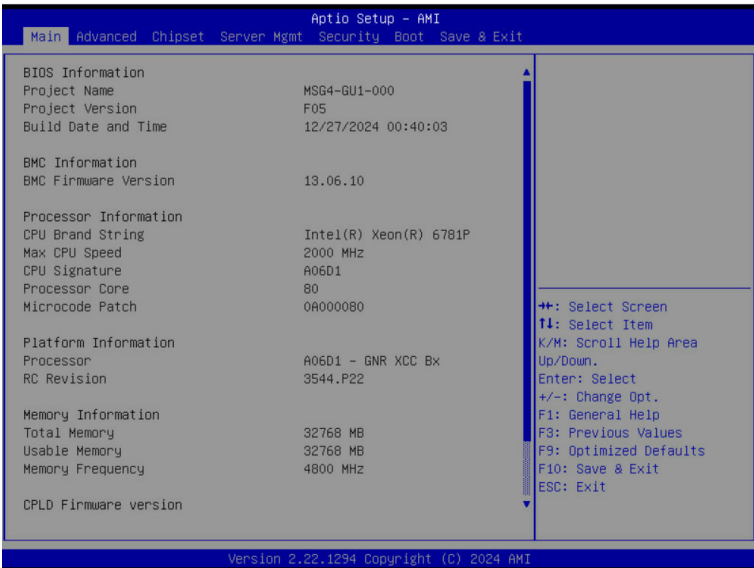 Aptio Setup - AMI
Main Advanced Chipset Server Mgmt Security Boot Save & Exit
BIOS Information
Project Name MSG4-GU1-000
Project Version F05
Build Date and Time 12/27/2024 00:40:03
BMC Information
BMC Firmware Version 13.06.10
Processor Information
CPU Brand String Intel(R) Xeon(R) 6781P
Max CPU Speed 2000 MHz
CPU Signature A06D1
Processor Core 80
Microcode Patch 0A000080
Platform Information
Processor A06D1 - GNR XCC Bx
RC Revision 3544.P22
Memory Information
Total Memory 32768 MB
Usable Memory 32768 MB
Memory Frequency 4800 MHz
CPLD Firmware version
→←: Select Screen
↑↓: Select Item
K/M: Scroll Help Area
Up/Down.
Enter: Select
+/-: Change Opt.
F1: General Help
F3: Previous Values
F9: Optimized Defaults
F10: Save & Exit
ESC: Exit
Version 2.22.1294 Copyright (C) 2024 AMI